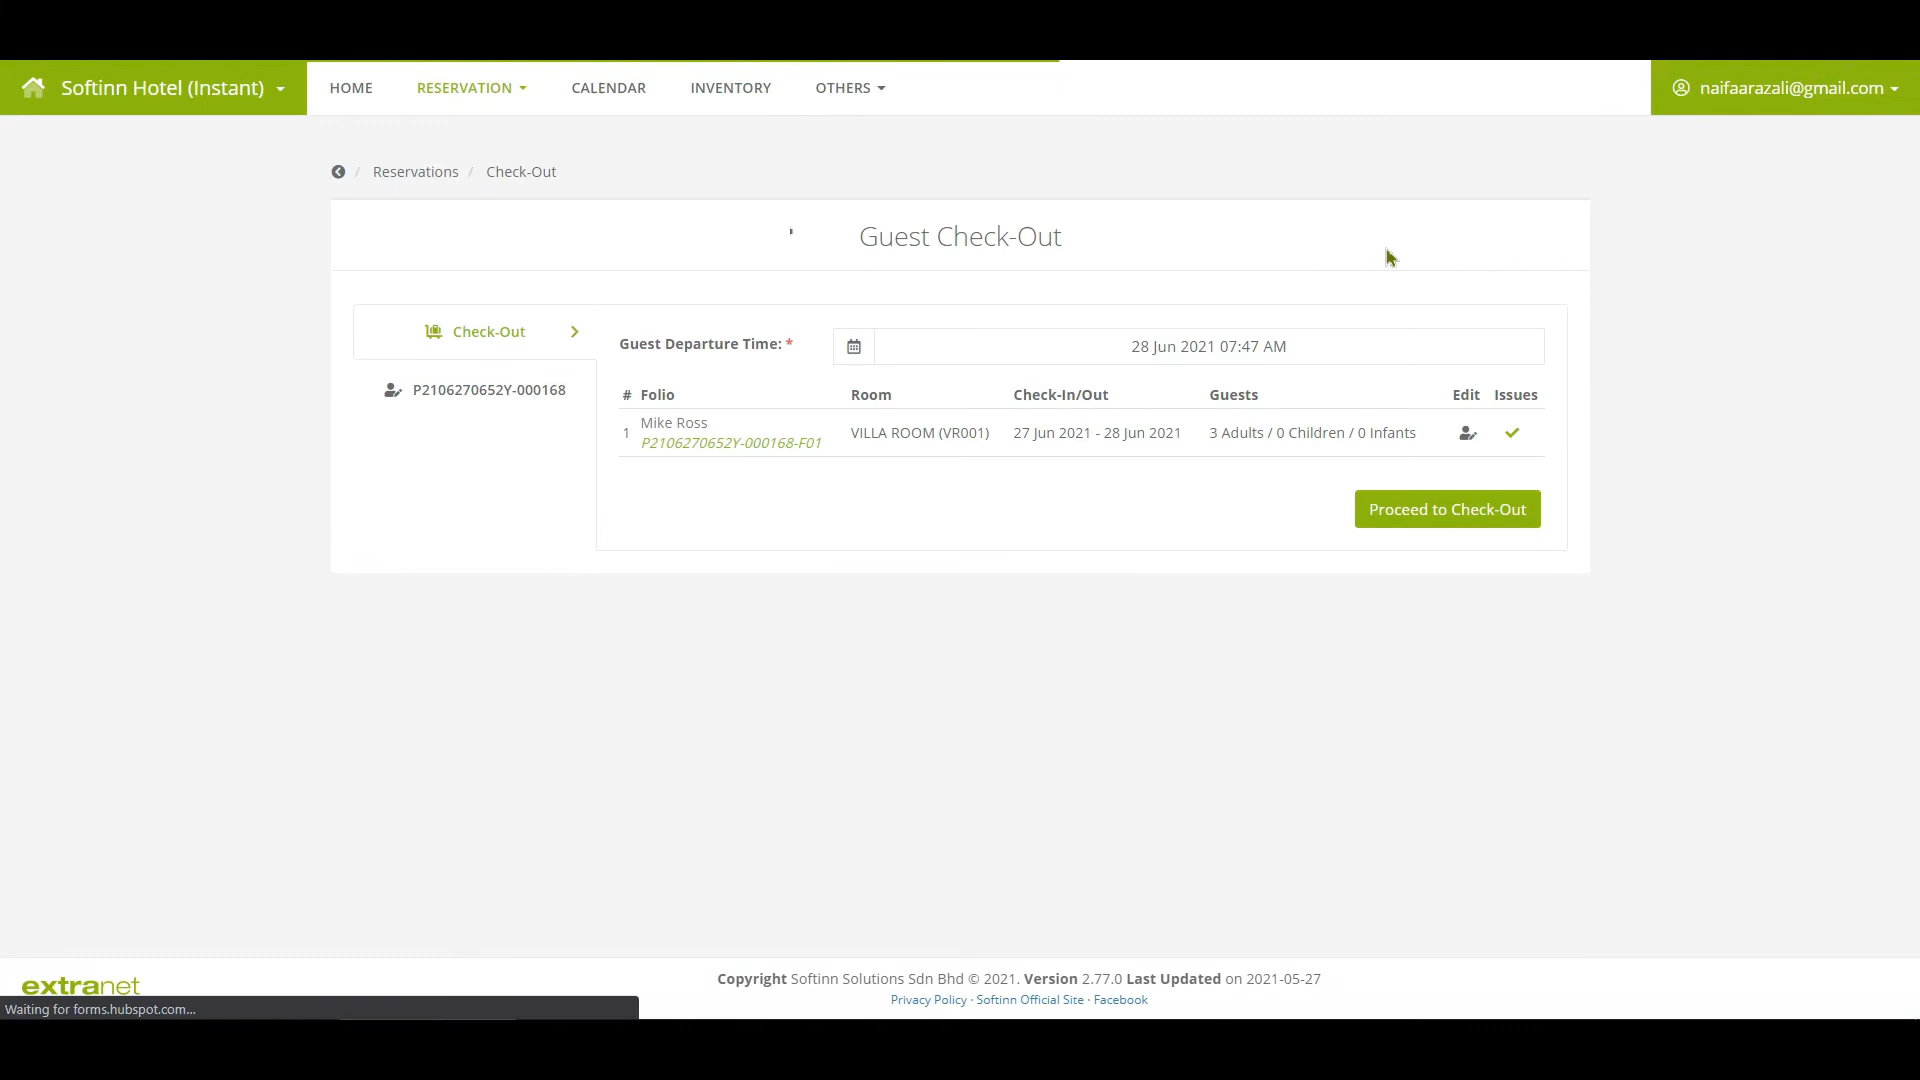 Softinn Hotel (Instant)
HOME
RESERVATION
CALENDAR
INVENTORY
OTHERS
naifaarazali@gmail.com
/ Reservations / Check-Out
Guest Check-Out
Check-Out
P2106270652Y-000168
Guest Departure Time: *
28 Jun 2021 07:47 AM
# Folio Room Check-In/Out Guests Edit Issues
1 Mike Ross
P2106270652Y-000168-F01
VILLA ROOM (VR001)
27 Jun 2021 - 28 Jun 2021
3 Adults / 0 Children / 0 Infants
Proceed to Check-Out
extranet
Copyright Softinn Solutions Sdn Bhd © 2021. Version 2.77.0 Last Updated on 2021-05-27
Privacy Policy · Softinn Official Site · Facebook
Waiting for forms.hubspot.com...